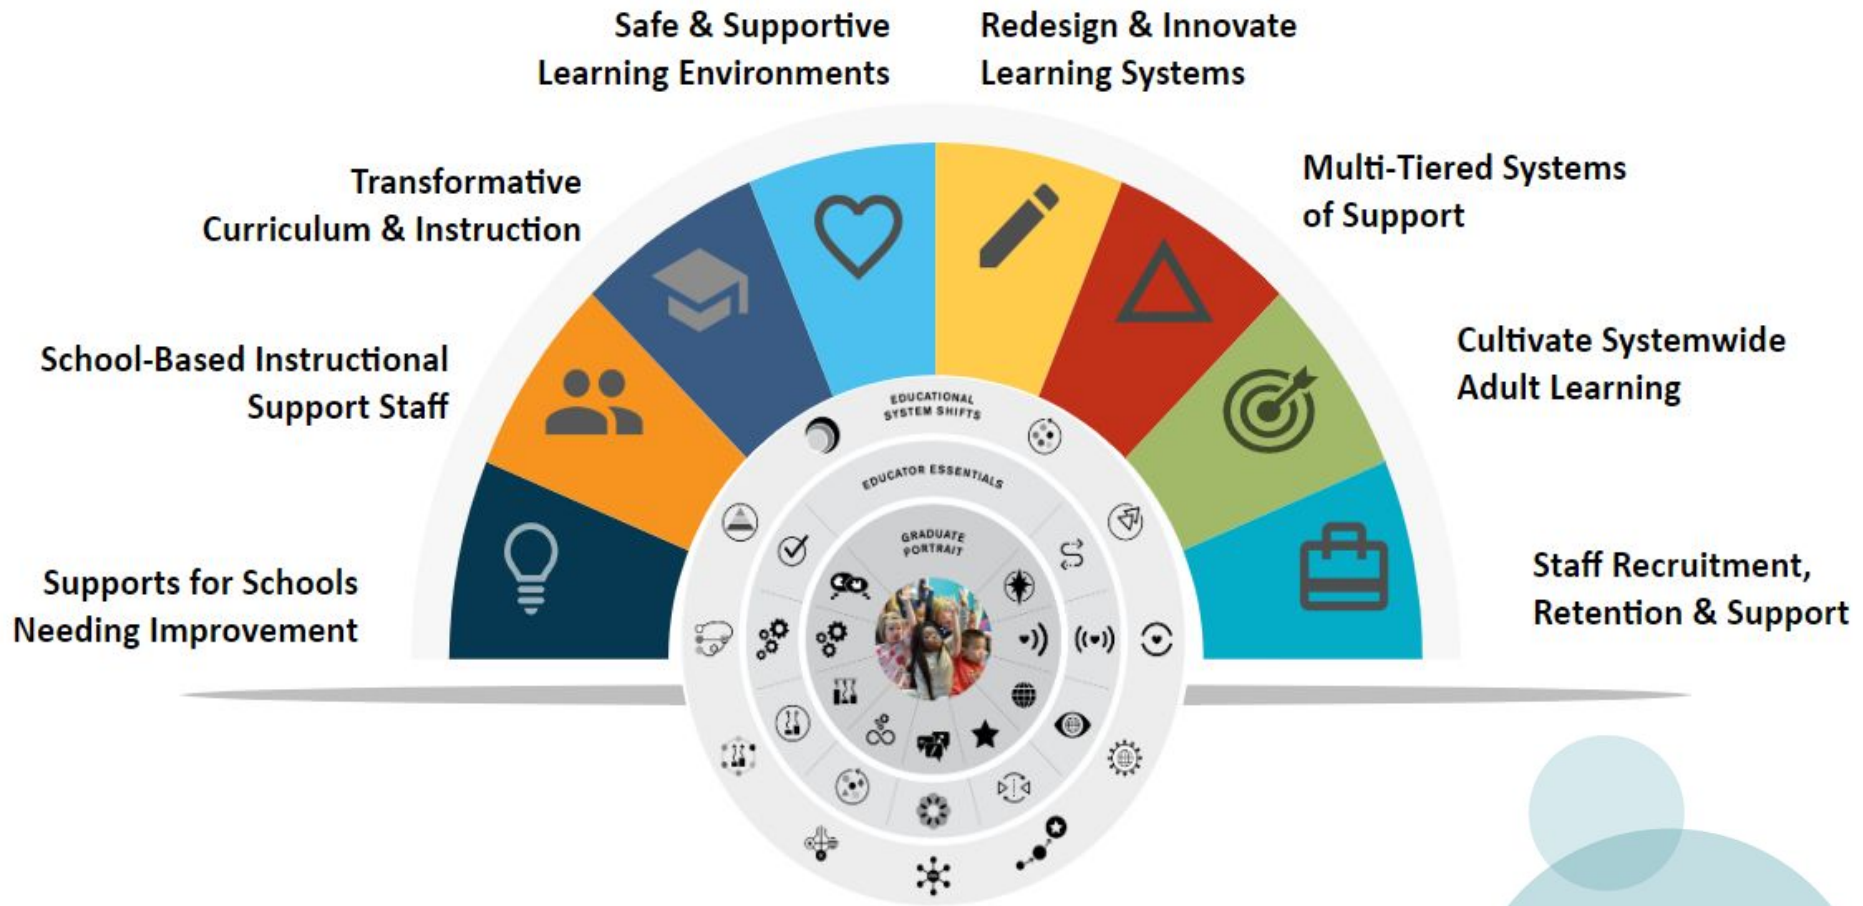 Safe & Supportive
Learning Environments
Redesign & Innovate
Learning Systems
Transformative
Curriculum & Instruction
Multi-Tiered Systems
of Support
School-Based Instructional
Support Staff
Cultivate Systemwide
Adult Learning
Supports for Schools
Needing Improvement
Staff Recruitment,
Retention & Support
EDUCATIONAL
SYSTEM SHIFTS
EDUCATOR ESSENTIALS
GRADUATE
PORTRAIT